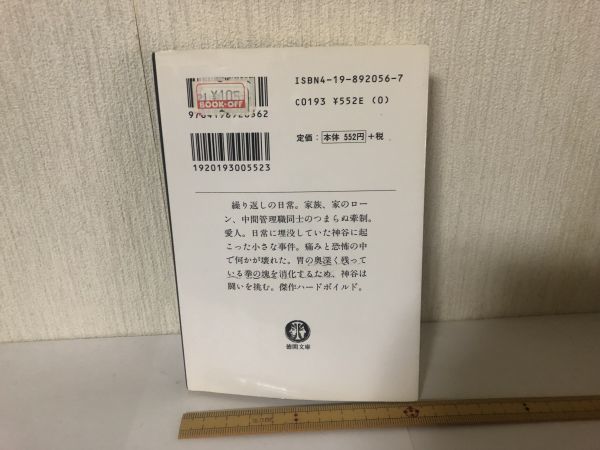 ISBN4-19-892056-7
C0193 ¥552E (0)
¥105
BOOK-OFF
定価：本体 552円＋税
1920193005523
繰り返しの日常。家族、家のロー
ン、中間管理職同士のつまらぬ牽制。
愛人。日常に埋没していた神谷に起
こった小さな事件。痛みと恐怖の中
で何かが壊れた。胃の奥深く残って
いる拳の塊を消化するため、神谷は
闘いを挑む。傑作ハードボイルド。
徳間文庫